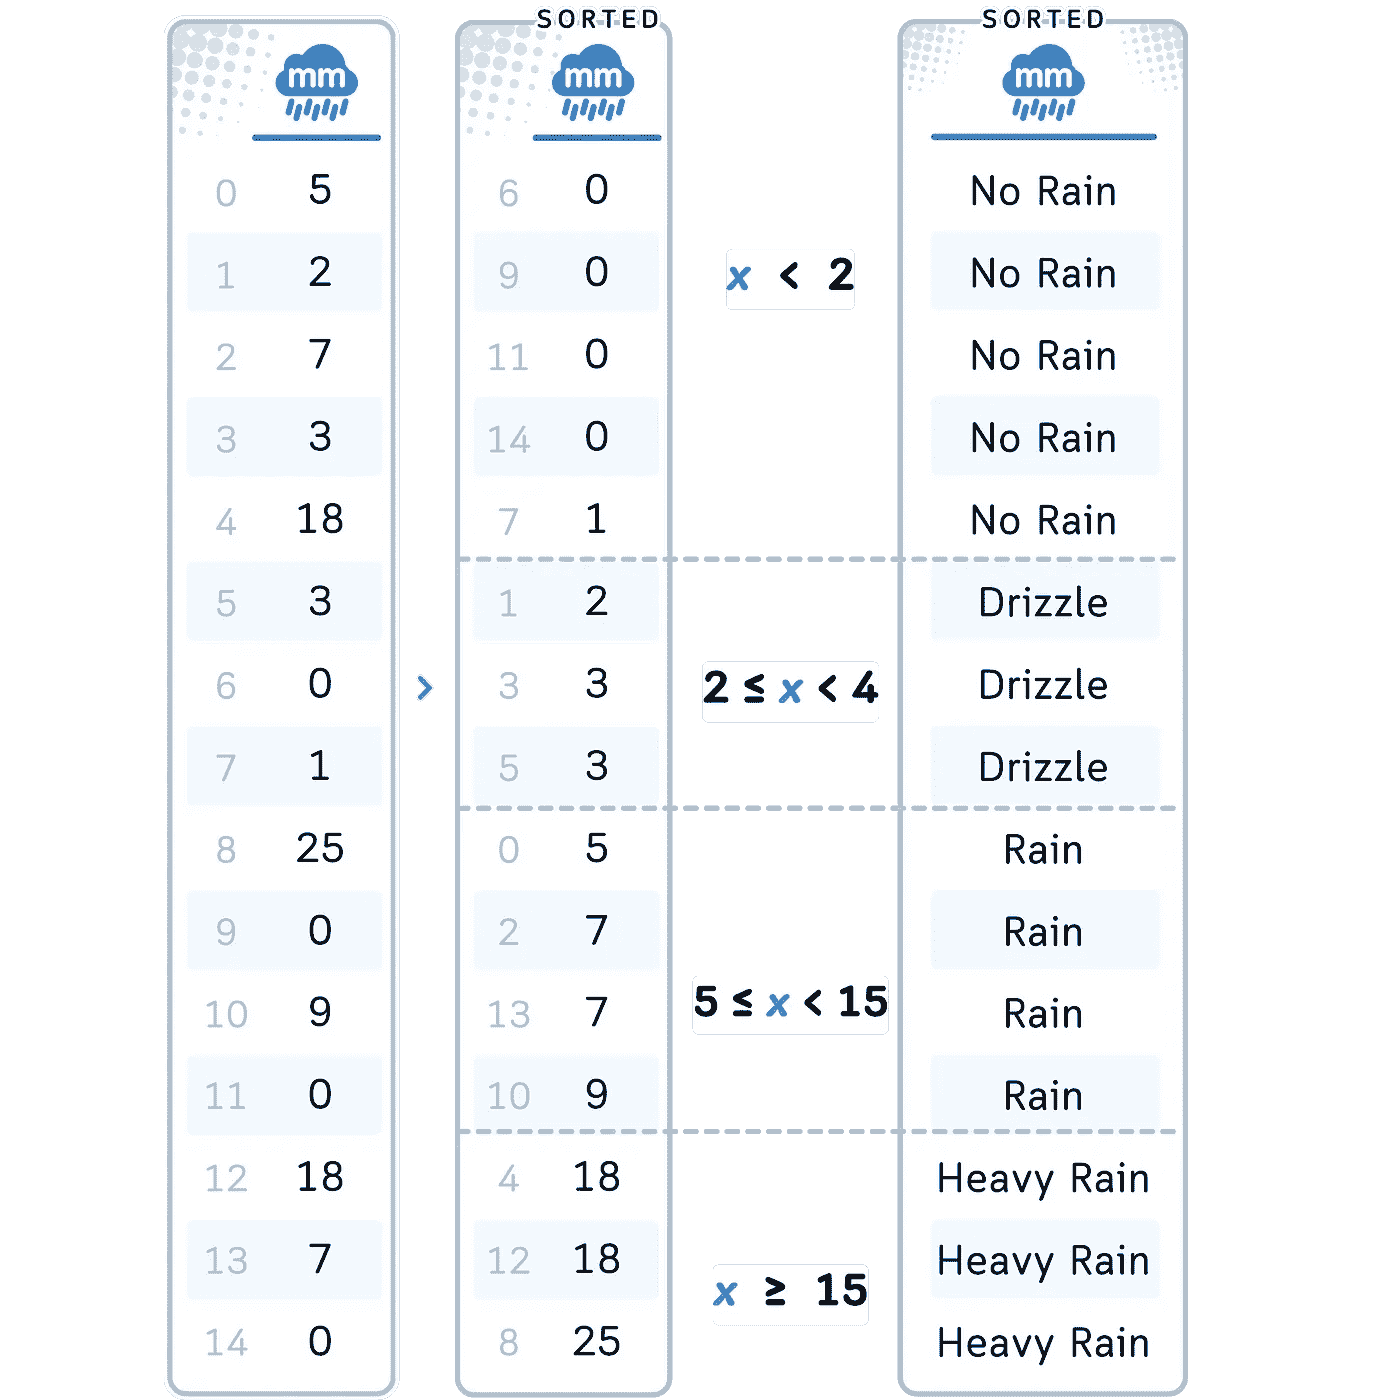 SORTED SORTED
mm mm mm
0 5 6 0 No Rain
1 2 9 0 x < 2 No Rain
2 7 11 0 No Rain
3 3 14 0 No Rain
4 18 7 1 No Rain
5 3 1 2 Drizzle
6 0 3 3 2 ≤ x < 4 Drizzle
7 1 5 3 Drizzle
8 25 0 5 Rain
9 0 2 7 Rain
10 9 13 7 5 ≤ x < 15 Rain
11 0 10 9 Rain
12 18 4 18 Heavy Rain
13 7 12 18 x ≥ 15 Heavy Rain
14 0 8 25 Heavy Rain